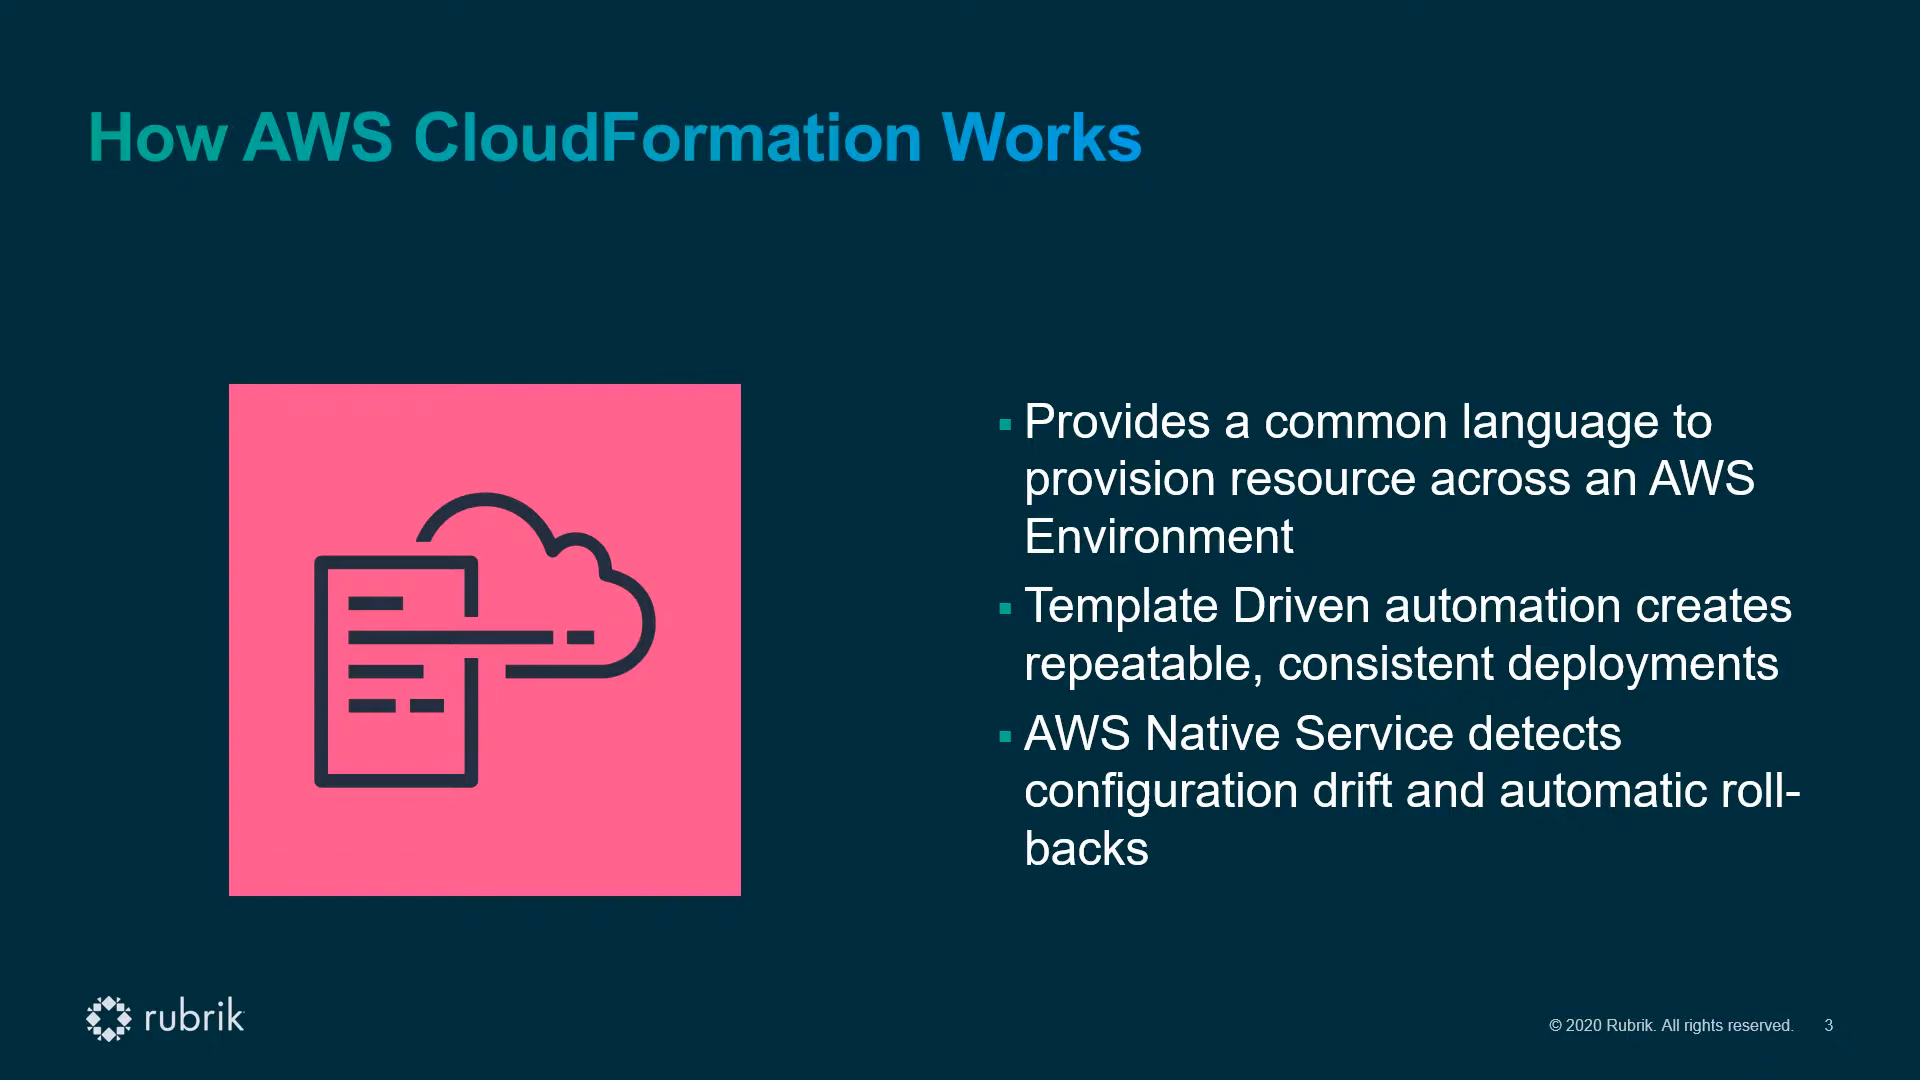 How AWS CloudFormation Works
▪ Provides a common language to
provision resource across an AWS
Environment
▪ Template Driven automation creates
repeatable, consistent deployments
▪ AWS Native Service detects
configuration drift and automatic roll-
backs
rubrik
© 2020 Rubrik. All rights reserved. 3